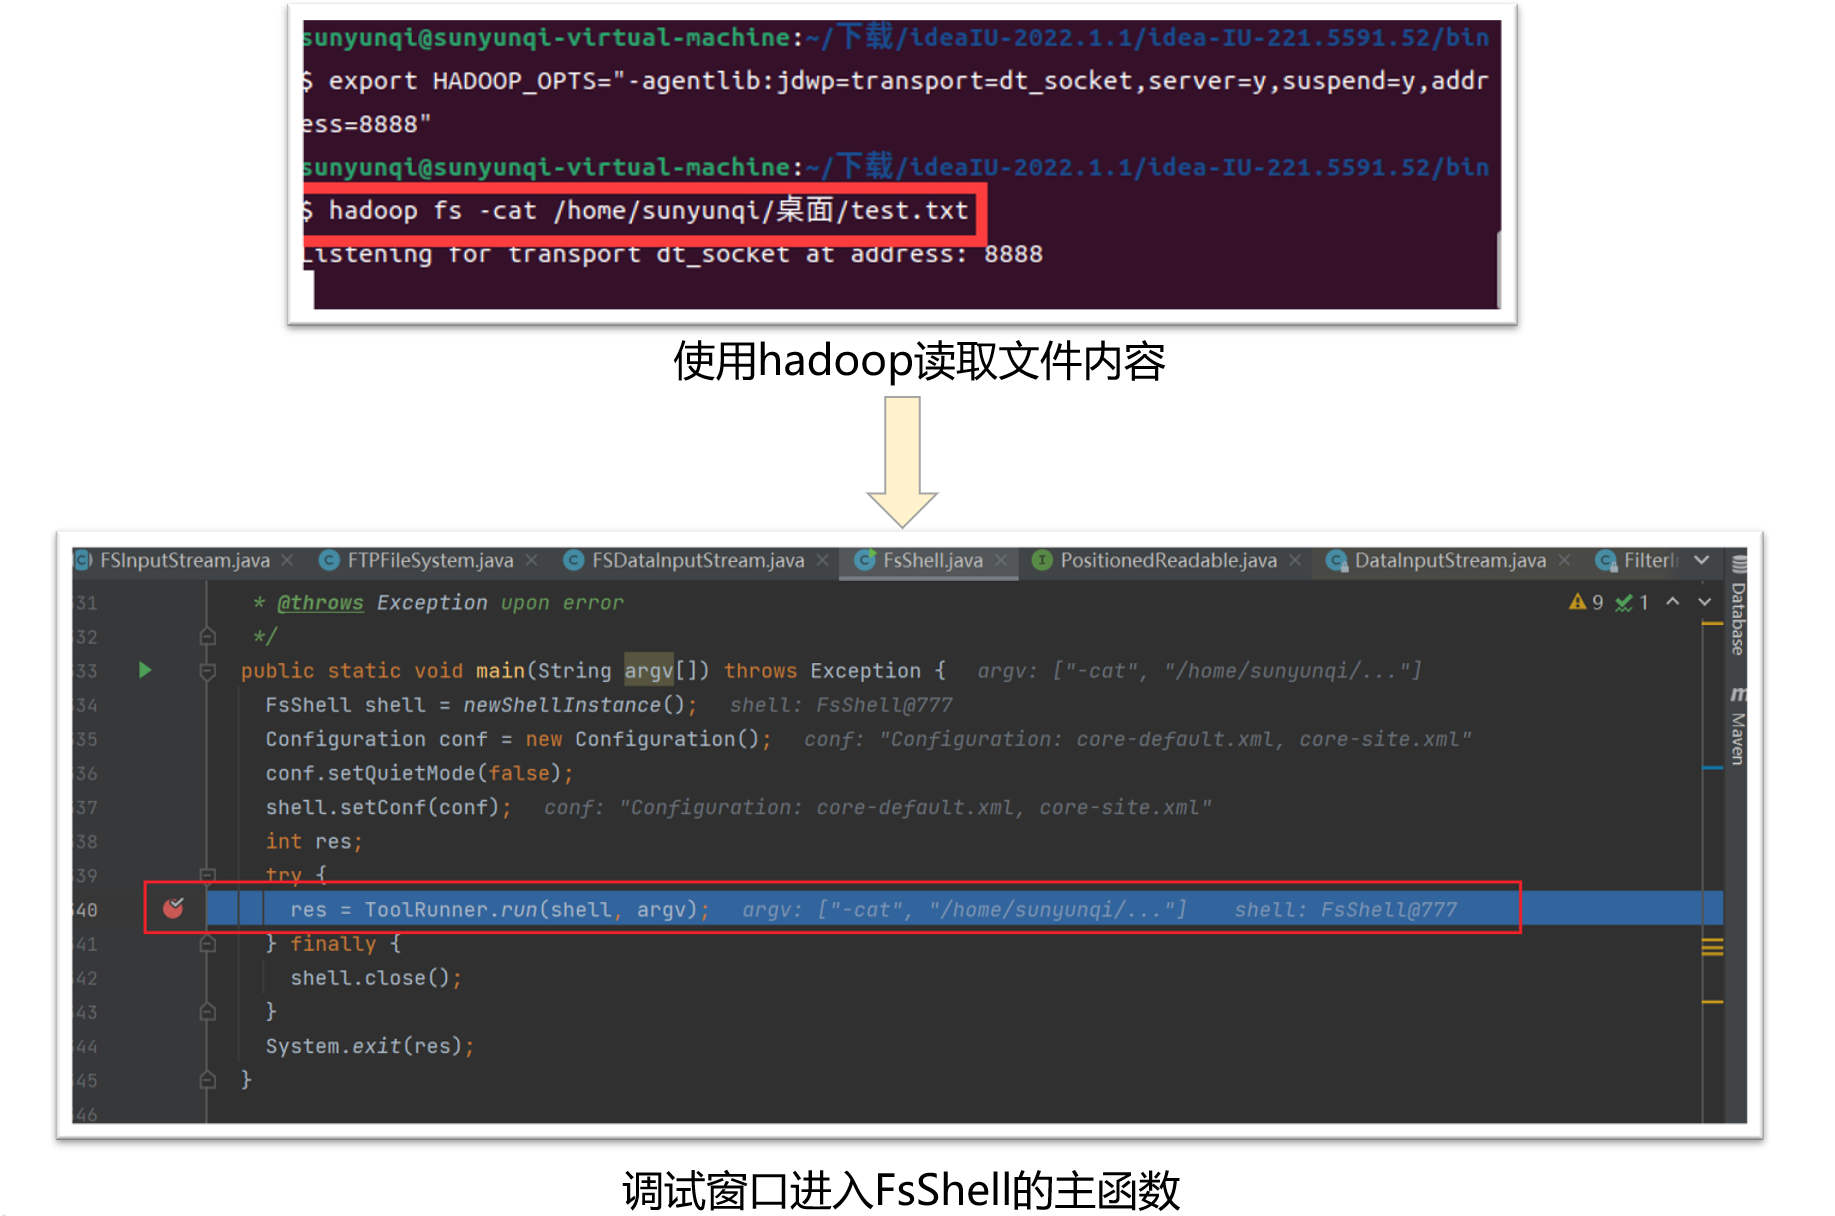 sunyunqi@sunyunqi-virtual-machine:~/下载/ideaIU-2022.1.1/idea-IU-221.5591.52/bin
$ export HADOOP_OPTS="-agentlib:jdwp=transport=dt_socket,server=y,suspend=y,addr
ess=8888"
sunyunqi@sunyunqi-virtual-machine:~/下载/ideaIU-2022.1.1/idea-IU-221.5591.52/bin
$ hadoop fs -cat /home/sunyunqi/桌面/test.txt
Listening for transport dt_socket at address: 8888
使用hadoop读取文件内容
FSInputStream.java FTPFileSystem.java FSDataInputStream.java FsShell.java PositionedReadable.java DataInputStream.java FilterI
Database
Maven
9 1
31 * @throws Exception upon error
32 */
33 public static void main(String argv[]) throws Exception { argv: ["-cat", "/home/sunyunqi/..."]
34 FsShell shell = newShellInstance(); shell: FsShell@777
35 Configuration conf = new Configuration(); conf: "Configuration: core-default.xml, core-site.xml"
36 conf.setQuietMode(false);
37 shell.setConf(conf); conf: "Configuration: core-default.xml, core-site.xml"
38 int res;
39 try {
40 res = ToolRunner.run(shell, argv); argv: ["-cat", "/home/sunyunqi/..."] shell: FsShell@777
41 } finally {
42 shell.close();
43 }
44 System.exit(res);
45 }
46
调试窗口进入FsShell的主函数